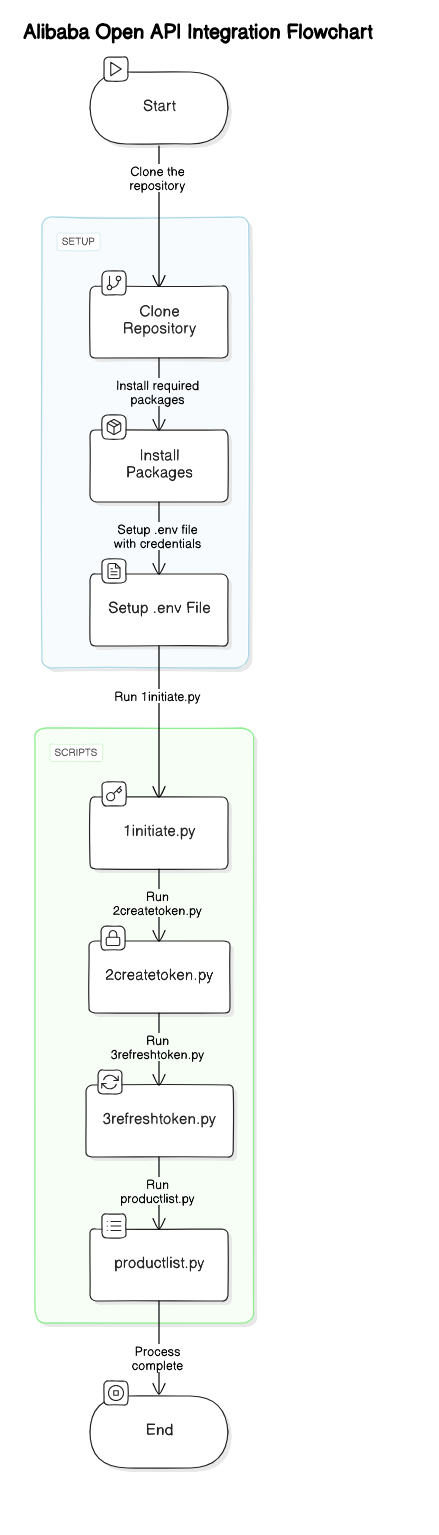 Alibaba Open API Integration Flowchart
Start
Clone the
repository
SETUP
Clone
Repository
Install required
packages
Install
Packages
Setup .env file
with credentials
Setup .env File
Run 1initiate.py
SCRIPTS
1initiate.py
Run
2createtoken.py
2createtoken.py
Run
3refreshtoken.py
3refreshtoken.py
Run
productlist.py
productlist.py
Process
complete
End